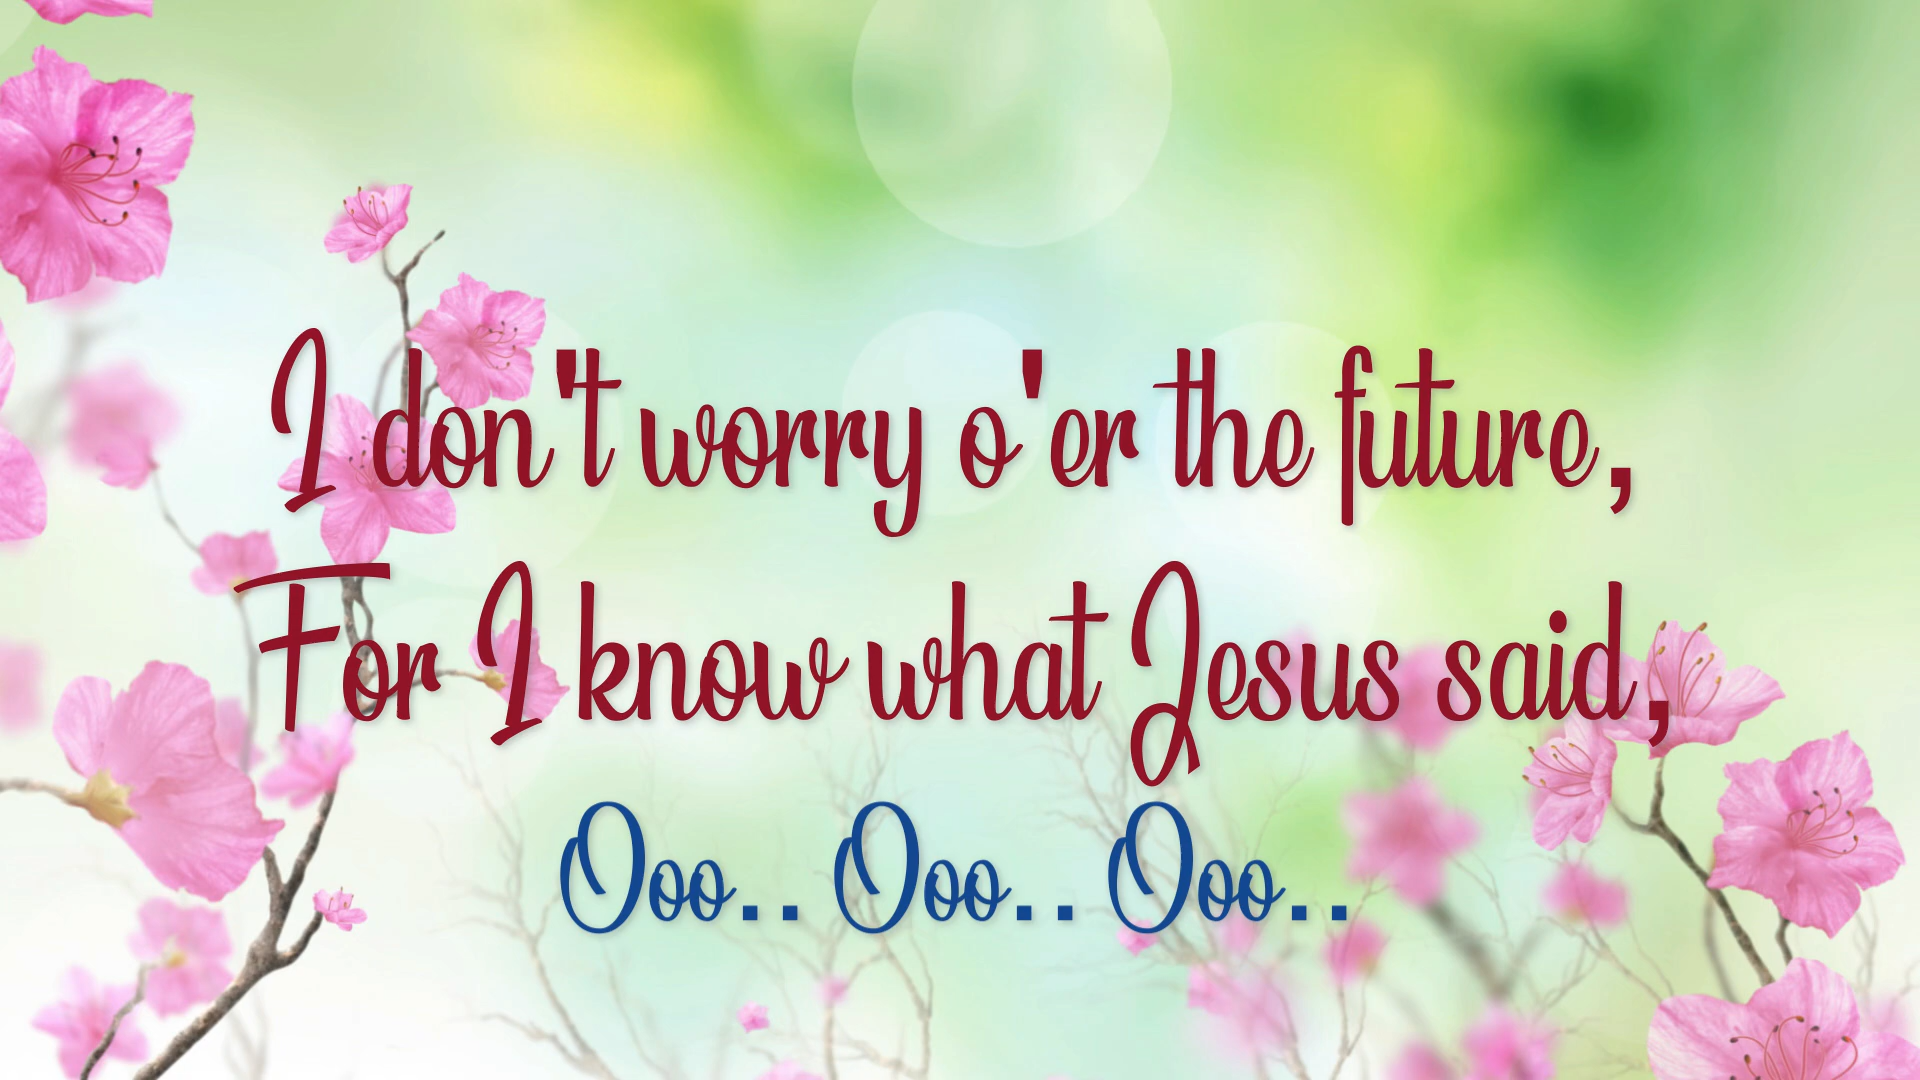 I don't worry o'er the future,
For I know what Jesus said,
Ooo.. Ooo.. Ooo..